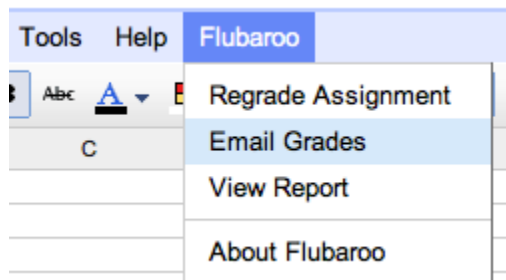 Tools Help Flubaroo
Abc A
Regrade Assignment
C
Email Grades
View Report
About Flubaroo